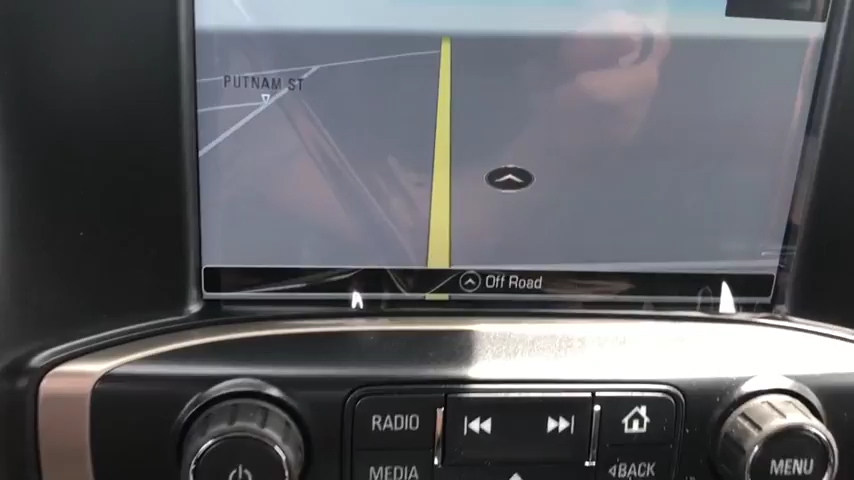 PUTNAM ST
Off Road
RADIO
MEDIA
BACK
MENU